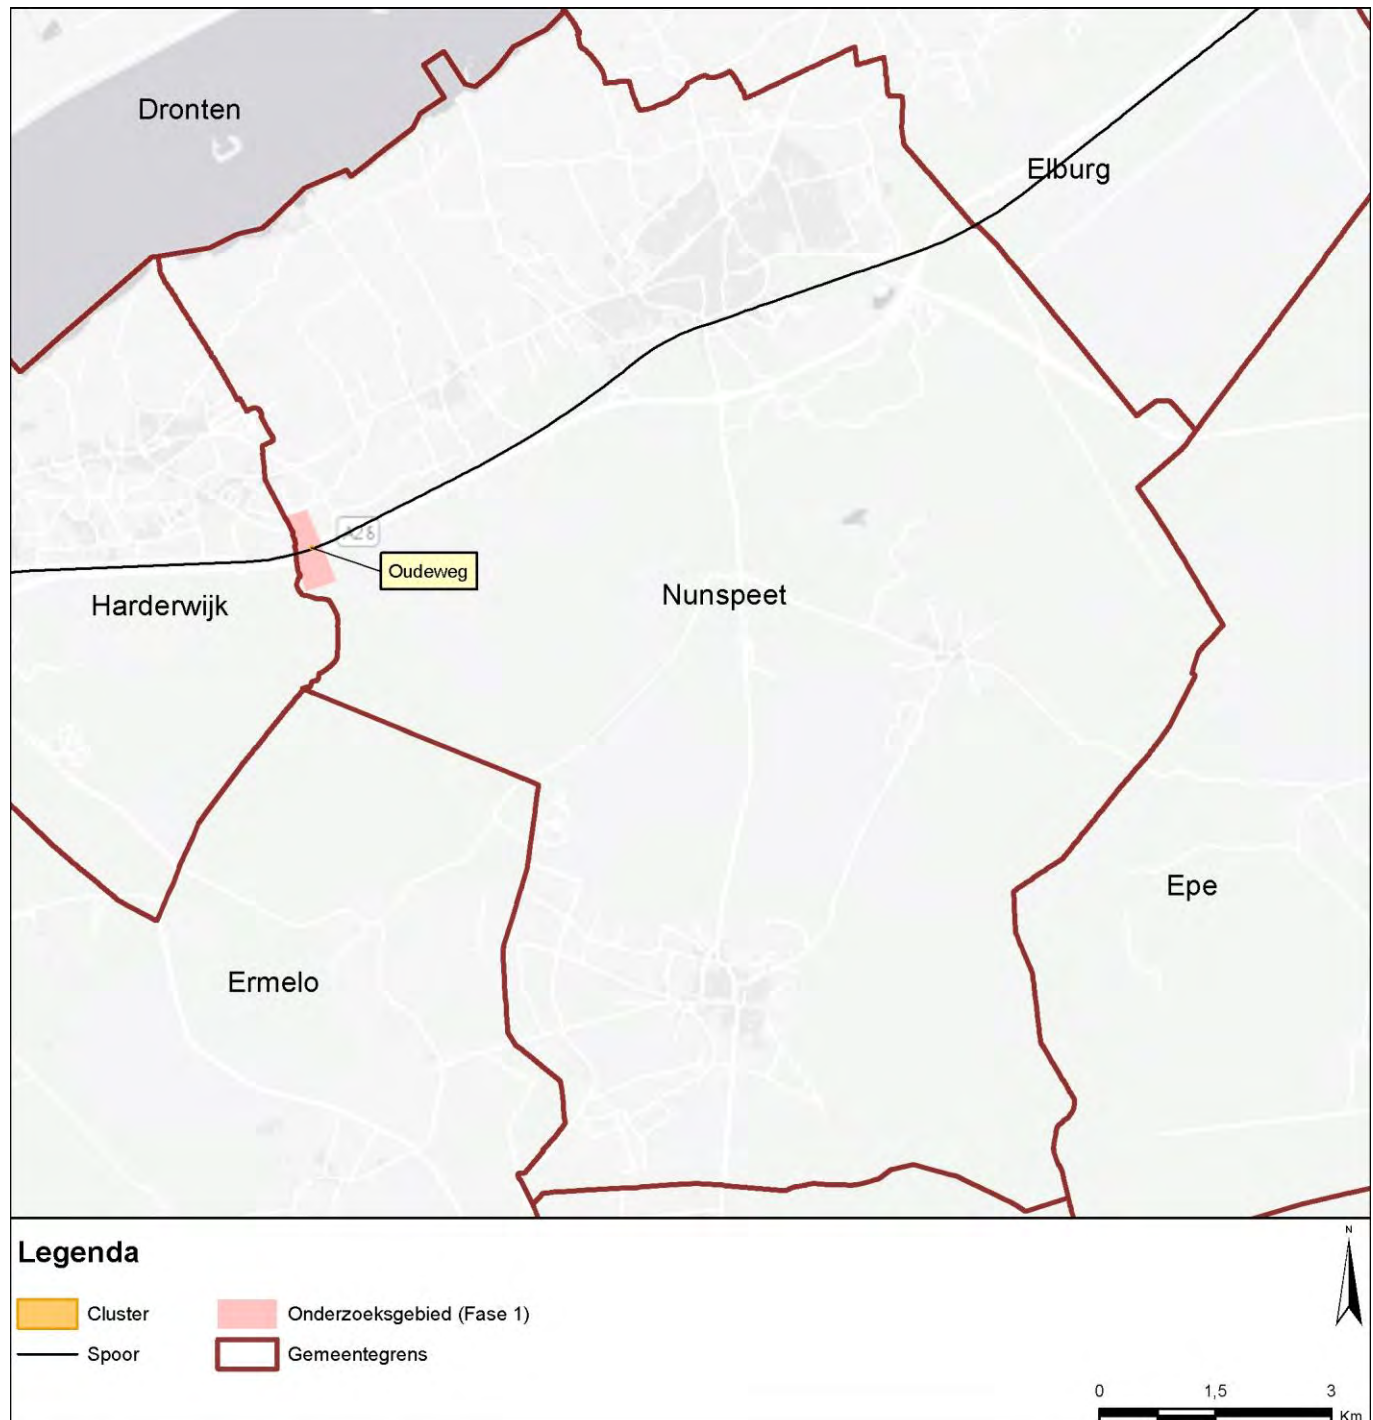 Dronten
Elburg
A28
Oudeweg
Harderwijk
Nunspeet
Epe
Ermelo
Legenda
N
Cluster
Onderzoeksgebied (Fase 1)
Spoor
Gemeentegrens
0 1,5 3
Km